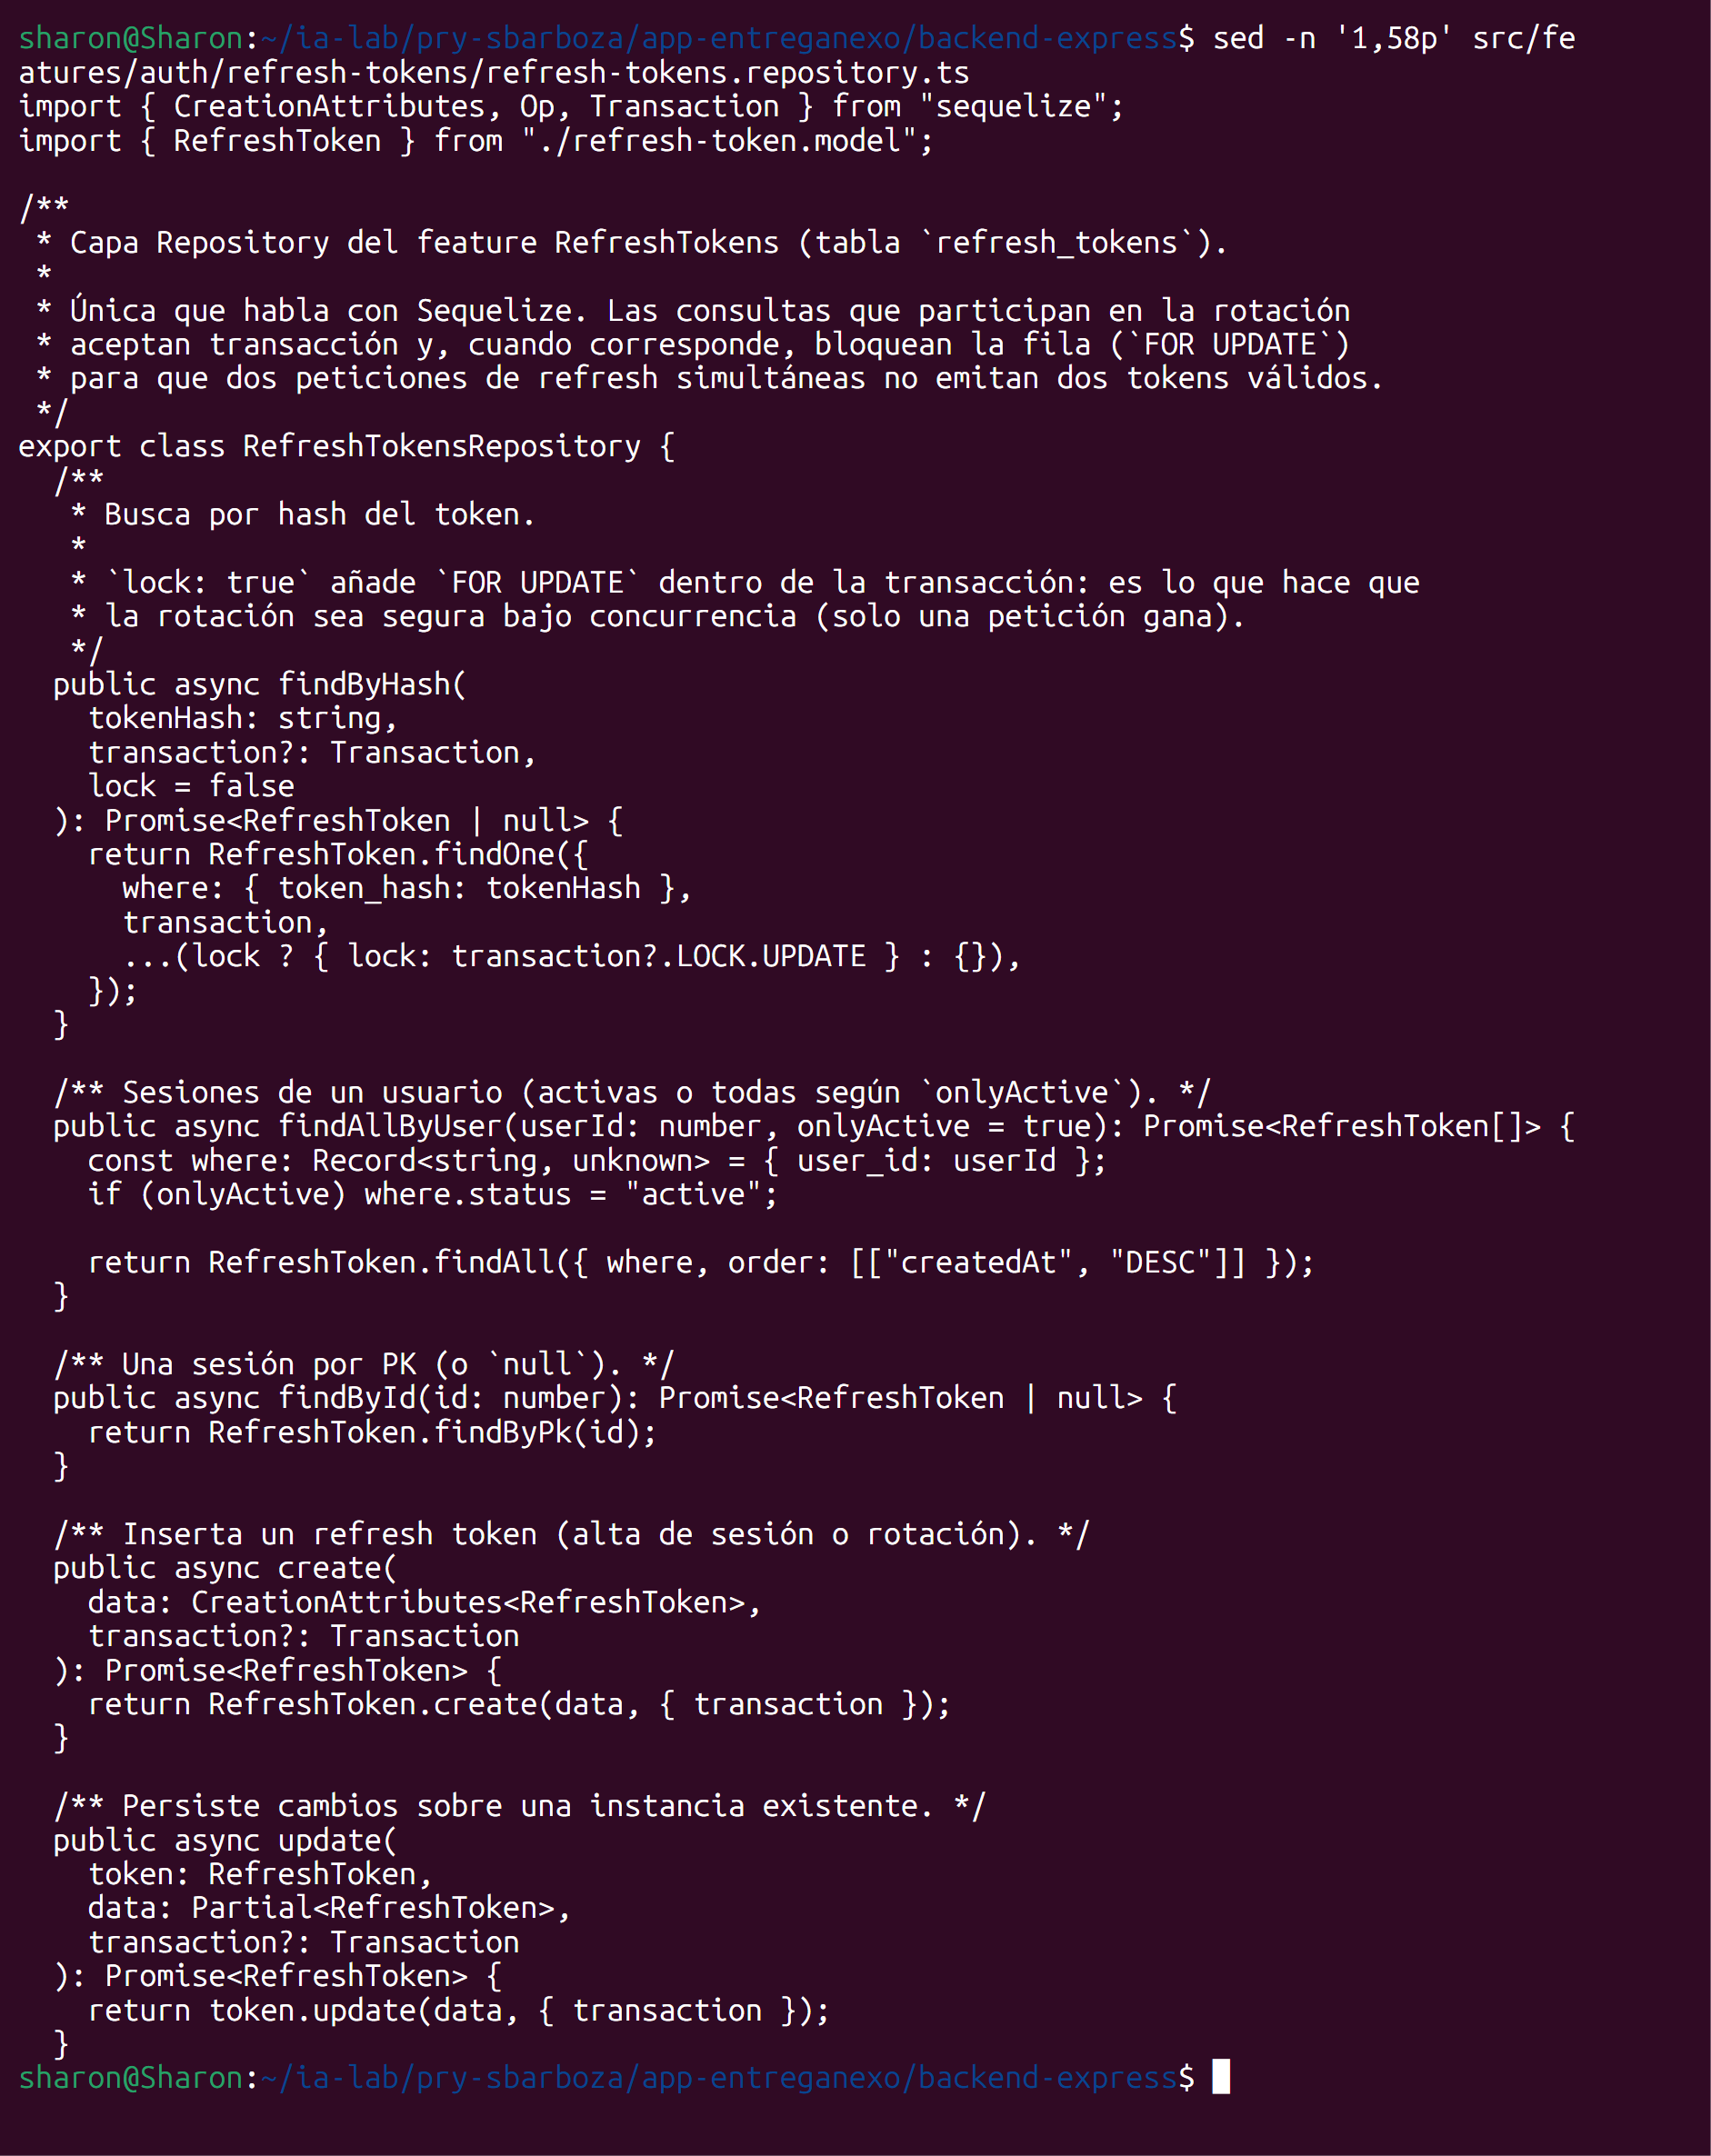 sharon@Sharon:~/ia-lab/pry-sbarboza/app-entreganexo/backend-express$ sed -n '1,58p' src/fe
atures/auth/refresh-tokens/refresh-tokens.repository.ts
import { CreationAttributes, Op, Transaction } from "sequelize";
import { RefreshToken } from "./refresh-token.model";

/**
 * Capa Repository del feature RefreshTokens (tabla `refresh_tokens`).
 *
 * Única que habla con Sequelize. Las consultas que participan en la rotación
 * aceptan transacción y, cuando corresponde, bloquean la fila (`FOR UPDATE`)
 * para que dos peticiones de refresh simultáneas no emitan dos tokens válidos.
 */
export class RefreshTokensRepository {
  /**
   * Busca por hash del token.
   *
   * `lock: true` añade `FOR UPDATE` dentro de la transacción: es lo que hace que
   * la rotación sea segura bajo concurrencia (solo una petición gana).
   */
  public async findByHash(
    tokenHash: string,
    transaction?: Transaction,
    lock = false
  ): Promise<RefreshToken | null> {
    return RefreshToken.findOne({
      where: { token_hash: tokenHash },
      transaction,
      ...(lock ? { lock: transaction?.LOCK.UPDATE } : {}),
    });
  }

  /** Sesiones de un usuario (activas o todas según `onlyActive`). */
  public async findAllByUser(userId: number, onlyActive = true): Promise<RefreshToken[]> {
    const where: Record<string, unknown> = { user_id: userId };
    if (onlyActive) where.status = "active";

    return RefreshToken.findAll({ where, order: [["createdAt", "DESC"]] });
  }

  /** Una sesión por PK (o `null`). */
  public async findById(id: number): Promise<RefreshToken | null> {
    return RefreshToken.findByPk(id);
  }

  /** Inserta un refresh token (alta de sesión o rotación). */
  public async create(
    data: CreationAttributes<RefreshToken>,
    transaction?: Transaction
  ): Promise<RefreshToken> {
    return RefreshToken.create(data, { transaction });
  }

  /** Persiste cambios sobre una instancia existente. */
  public async update(
    token: RefreshToken,
    data: Partial<RefreshToken>,
    transaction?: Transaction
  ): Promise<RefreshToken> {
    return token.update(data, { transaction });
  }
sharon@Sharon:~/ia-lab/pry-sbarboza/app-entreganexo/backend-express$